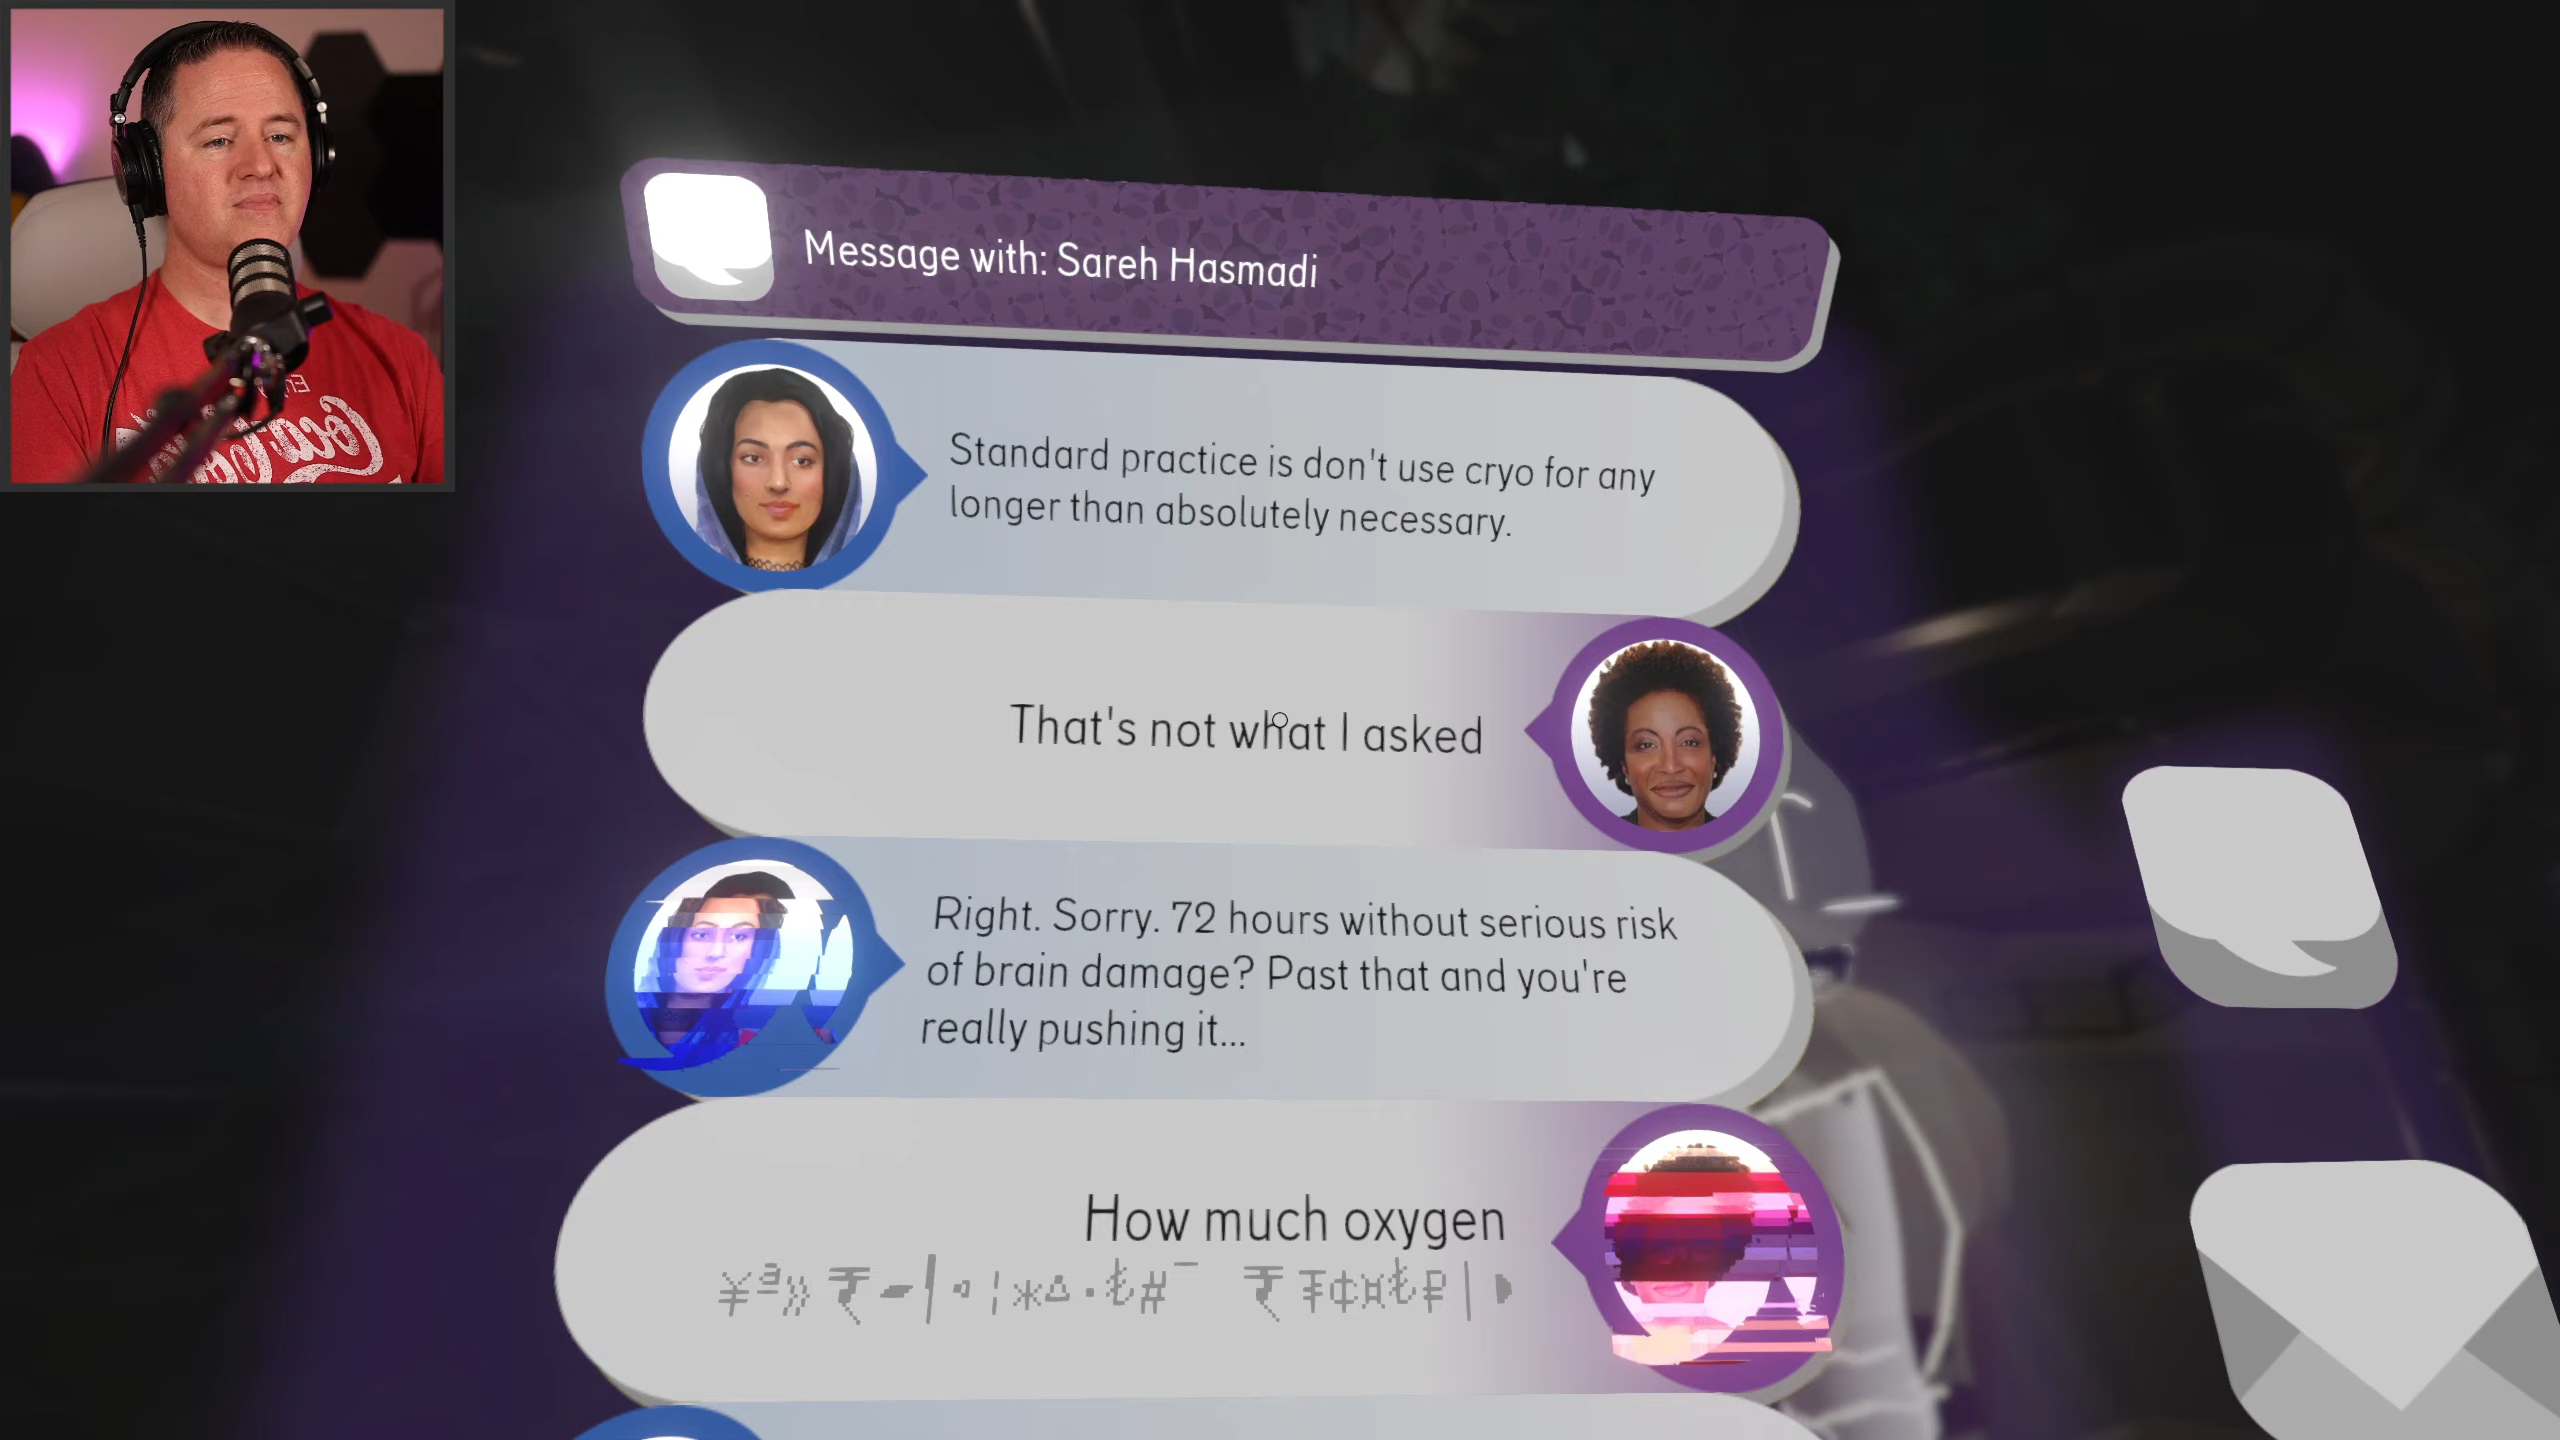 Message with: Sareh Hasmadi
Standard practice is don't use cryo for any
longer than absolutely necessary.
That's not what I asked
Right. Sorry. 72 hours without serious risk
of brain damage? Past that and you're
really pushing it...
How much oxygen